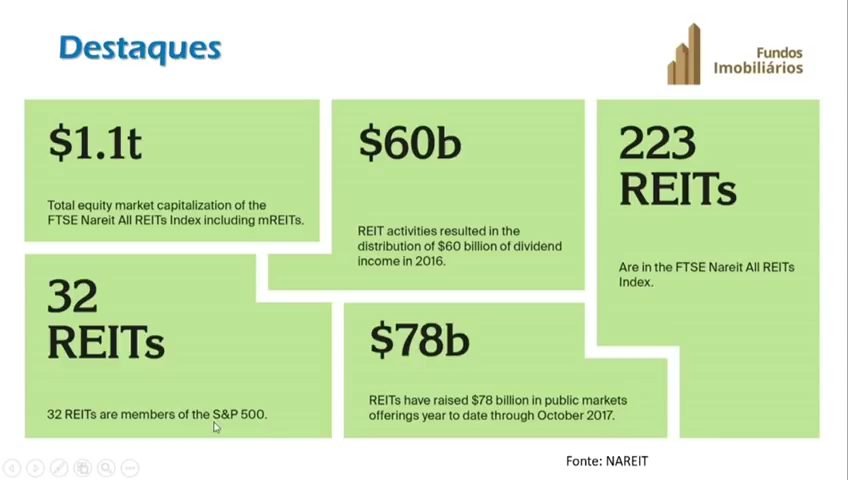 Destaques
Fundos
Imobiliários
$1.1t
Total equity market capitalization of the
FTSE Nareit All REITs Index including mREITs.
$60b
REIT activities resulted in the
distribution of $60 billion of dividend
income in 2016.
223
REITs
Are in the FTSE Nareit All REITs
Index.
32
REITs
32 REITs are members of the S&P 500.
$78b
REITs have raised $78 billion in public markets
offerings year to date through October 2017.
Fonte: NAREIT